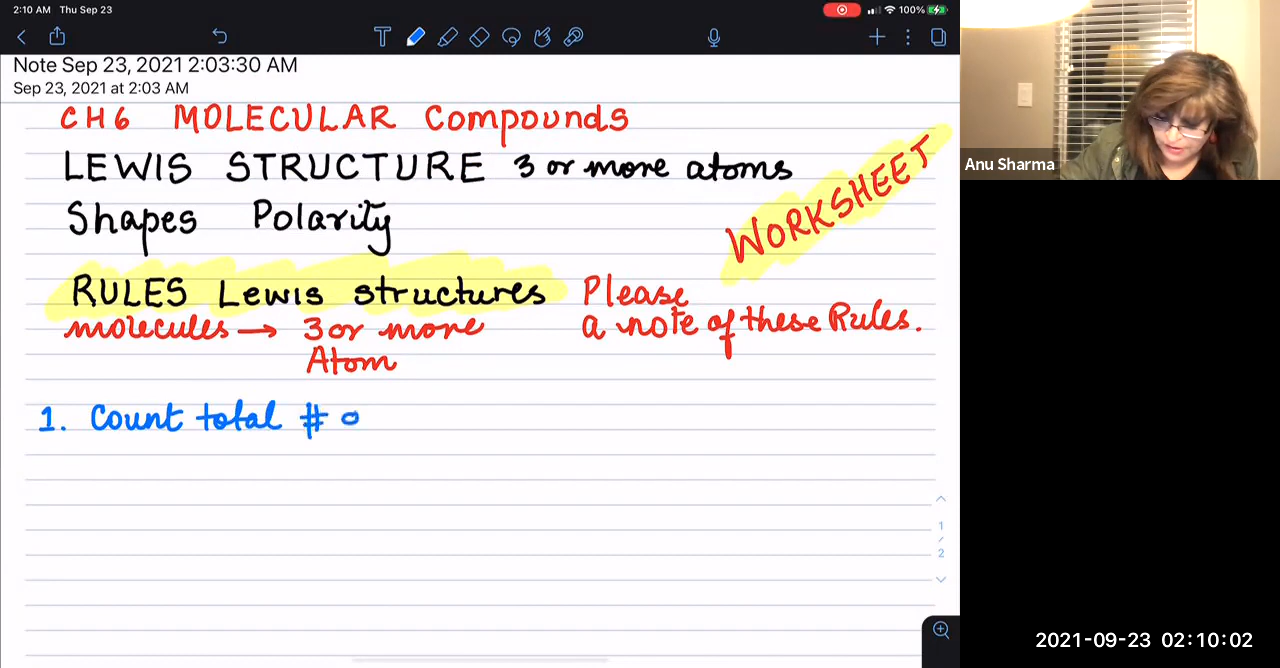 2:10 AM Thu Sep 23
100%
Note Sep 23, 2021 2:03:30 AM
Sep 23, 2021 at 2:03 AM
CH6 MOLECULAR Compounds
LEWIS STRUCTURE 3 or more atoms
WORKSHEET
Shapes Polarity
RULES Lewis structures Please
molecules → 3 or more a note of these Rules.
Atom
1. Count total # o
1
2
Anu Sharma
2021-09-23 02:10:02